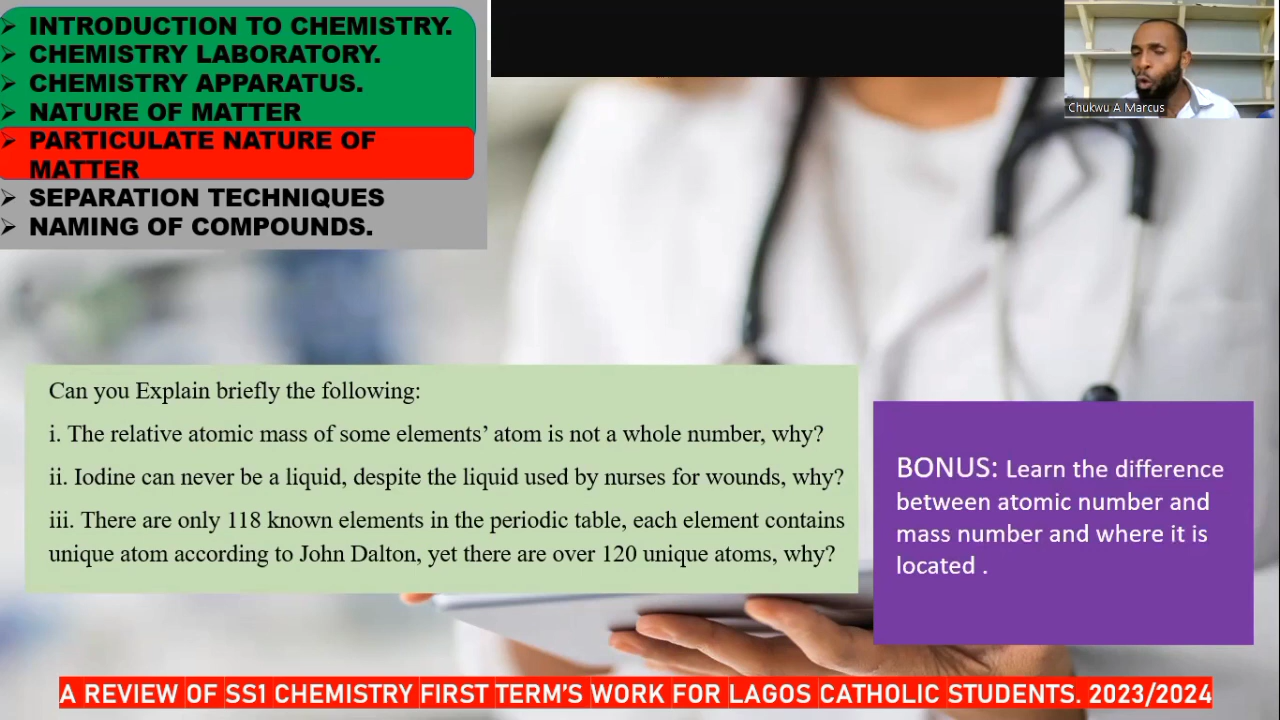 INTRODUCTION TO CHEMISTRY.
CHEMISTRY LABORATORY.
CHEMISTRY APPARATUS.
NATURE OF MATTER
PARTICULATE NATURE OF
MATTER
SEPARATION TECHNIQUES
NAMING OF COMPOUNDS.
Chukwu A Marcus
Can you Explain briefly the following:
i. The relative atomic mass of some elements’ atom is not a whole number, why?
ii. Iodine can never be a liquid, despite the liquid used by nurses for wounds, why?
iii. There are only 118 known elements in the periodic table, each element contains
unique atom according to John Dalton, yet there are over 120 unique atoms, why?
BONUS: Learn the difference
between atomic number and
mass number and where it is
located .
A REVIEW OF SS1 CHEMISTRY FIRST TERM’S WORK FOR LAGOS CATHOLIC STUDENTS. 2023/2024